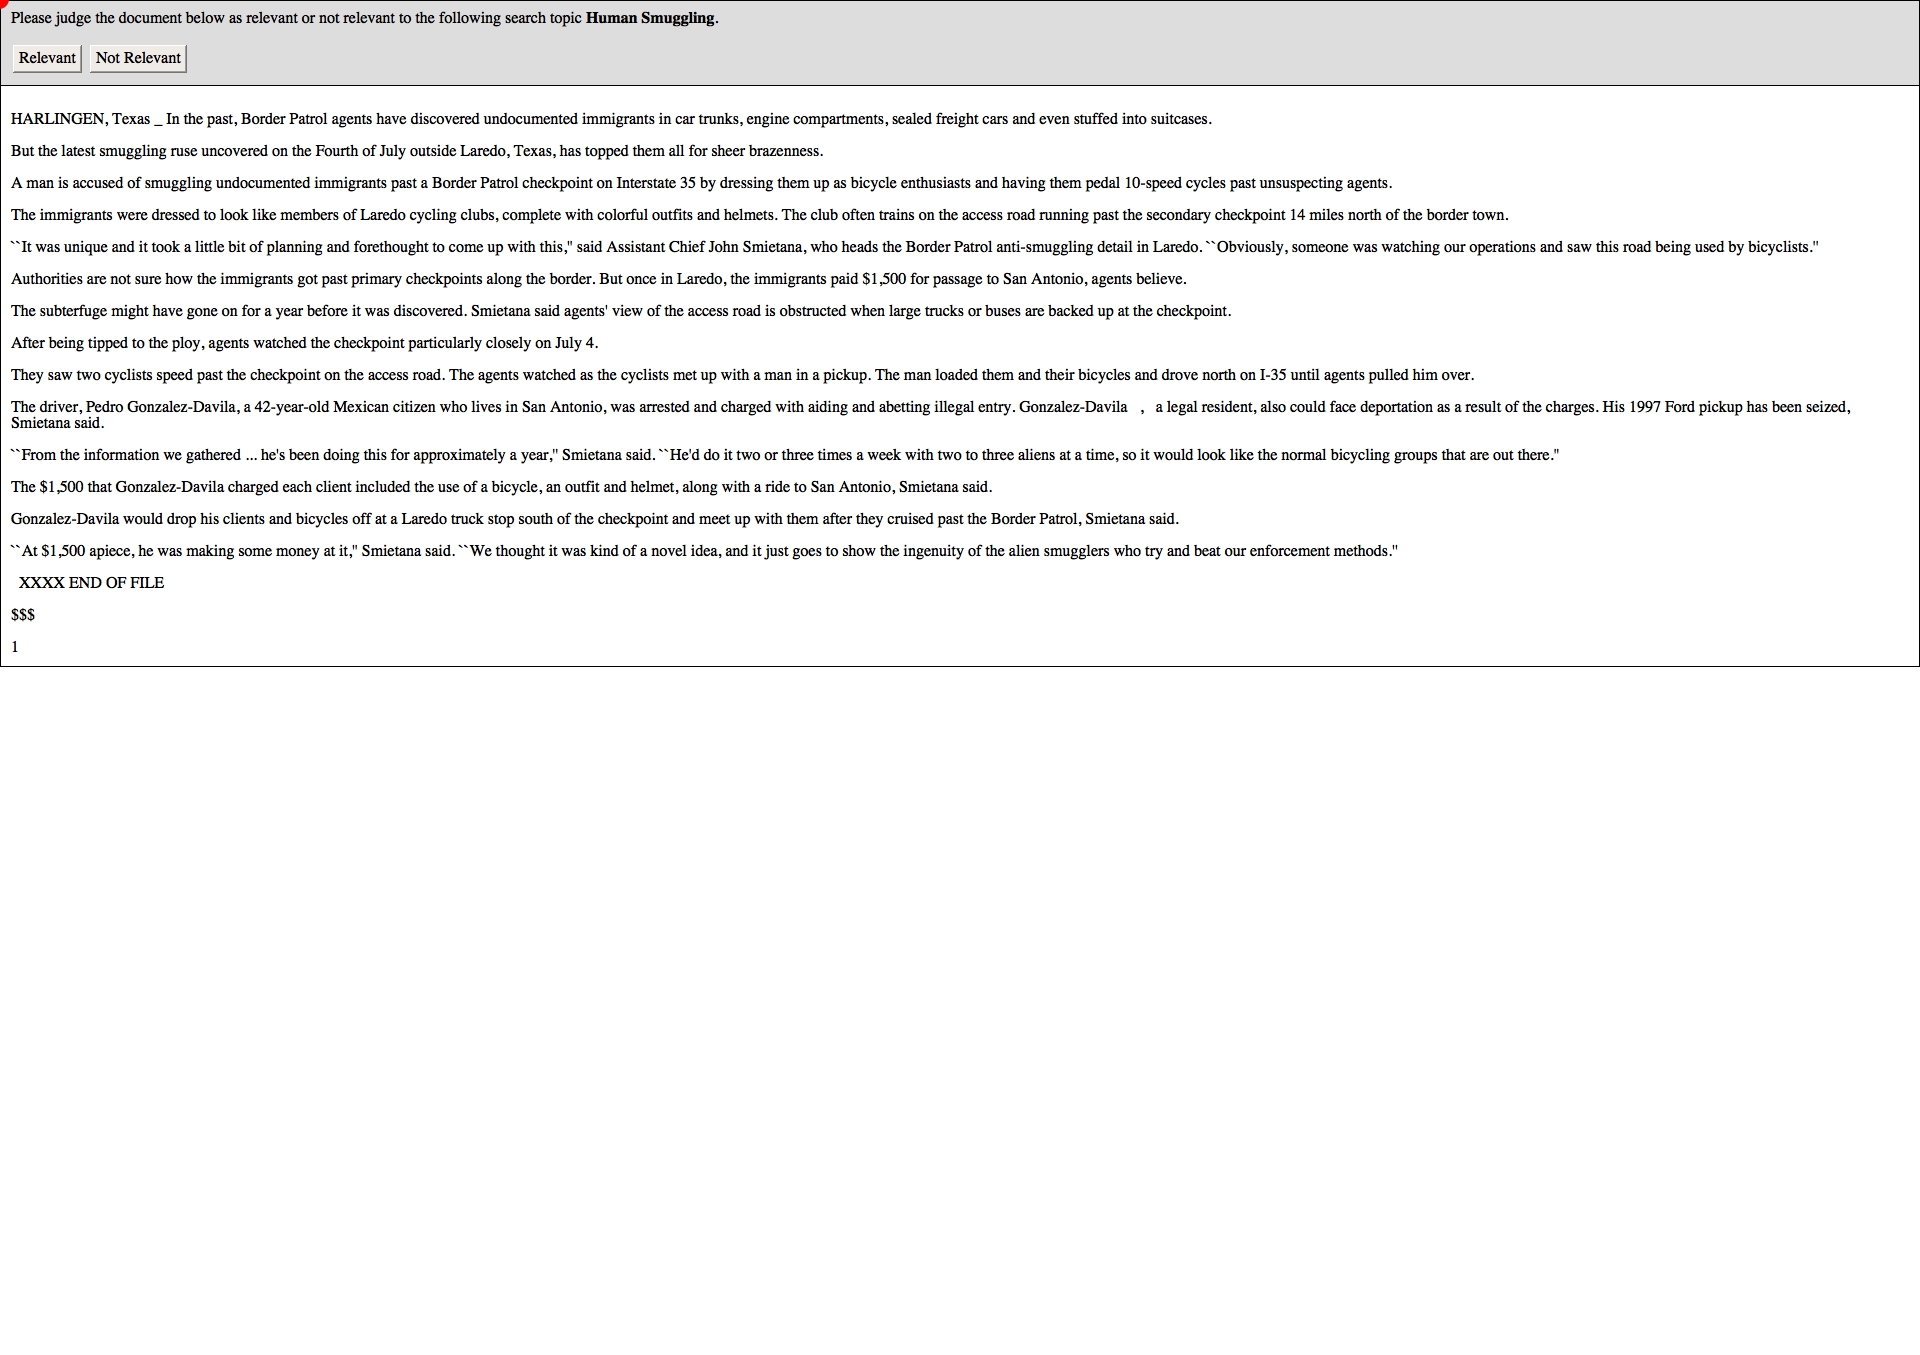 Please judge the document below as relevant or not relevant to the following search topic Human Smuggling.
Relevant Not Relevant
HARLINGEN, Texas _ In the past, Border Patrol agents have discovered undocumented immigrants in car trunks, engine compartments, sealed freight cars and even stuffed into suitcases.
But the latest smuggling ruse uncovered on the Fourth of July outside Laredo, Texas, has topped them all for sheer brazenness.
A man is accused of smuggling undocumented immigrants past a Border Patrol checkpoint on Interstate 35 by dressing them up as bicycle enthusiasts and having them pedal 10-speed cycles past unsuspecting agents.
The immigrants were dressed to look like members of Laredo cycling clubs, complete with colorful outfits and helmets. The club often trains on the access road running past the secondary checkpoint 14 miles north of the border town.
``It was unique and it took a little bit of planning and forethought to come up with this,'' said Assistant Chief John Smietana, who heads the Border Patrol anti-smuggling detail in Laredo. ``Obviously, someone was watching our operations and saw this road being used by bicyclists.''
Authorities are not sure how the immigrants got past primary checkpoints along the border. But once in Laredo, the immigrants paid $1,500 for passage to San Antonio, agents believe.
The subterfuge might have gone on for a year before it was discovered. Smietana said agents' view of the access road is obstructed when large trucks or buses are backed up at the checkpoint.
After being tipped to the ploy, agents watched the checkpoint particularly closely on July 4.
They saw two cyclists speed past the checkpoint on the access road. The agents watched as the cyclists met up with a man in a pickup. The man loaded them and their bicycles and drove north on I-35 until agents pulled him over.
The driver, Pedro Gonzalez-Davila, a 42-year-old Mexican citizen who lives in San Antonio, was arrested and charged with aiding and abetting illegal entry. Gonzalez-Davila , a legal resident, also could face deportation as a result of the charges. His 1997 Ford pickup has been seized,
Smietana said.
``From the information we gathered ... he's been doing this for approximately a year,'' Smietana said. ``He'd do it two or three times a week with two to three aliens at a time, so it would look like the normal bicycling groups that are out there.''
The $1,500 that Gonzalez-Davila charged each client included the use of a bicycle, an outfit and helmet, along with a ride to San Antonio, Smietana said.
Gonzalez-Davila would drop his clients and bicycles off at a Laredo truck stop south of the checkpoint and meet up with them after they cruised past the Border Patrol, Smietana said.
``At $1,500 apiece, he was making some money at it,'' Smietana said. ``We thought it was kind of a novel idea, and it just goes to show the ingenuity of the alien smugglers who try and beat our enforcement methods.''
XXXX END OF FILE
$$$
1